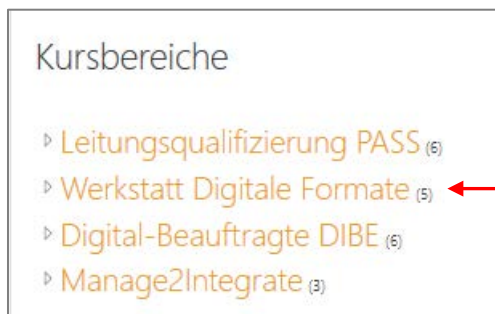 Kursbereiche
Leitungsqualifizierung PASS (6)
Werkstatt Digitale Formate (5)
Digital-Beauftragte DIBE (6)
Manage2Integrate (3)